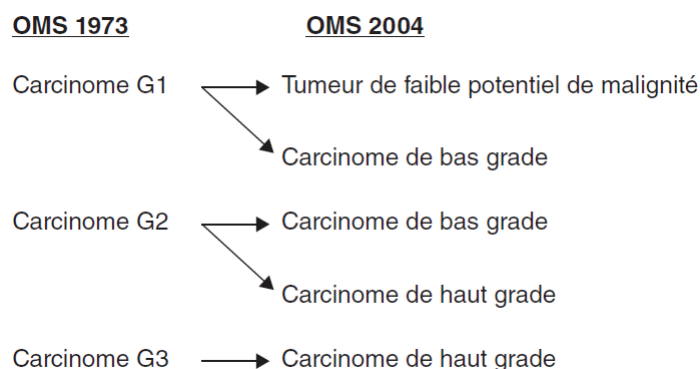 OMS 1973 OMS 2004
Carcinome G1 Tumeur de faible potentiel de malignité
Carcinome de bas grade
Carcinome G2 Carcinome de bas grade
Carcinome de haut grade
Carcinome G3 Carcinome de haut grade